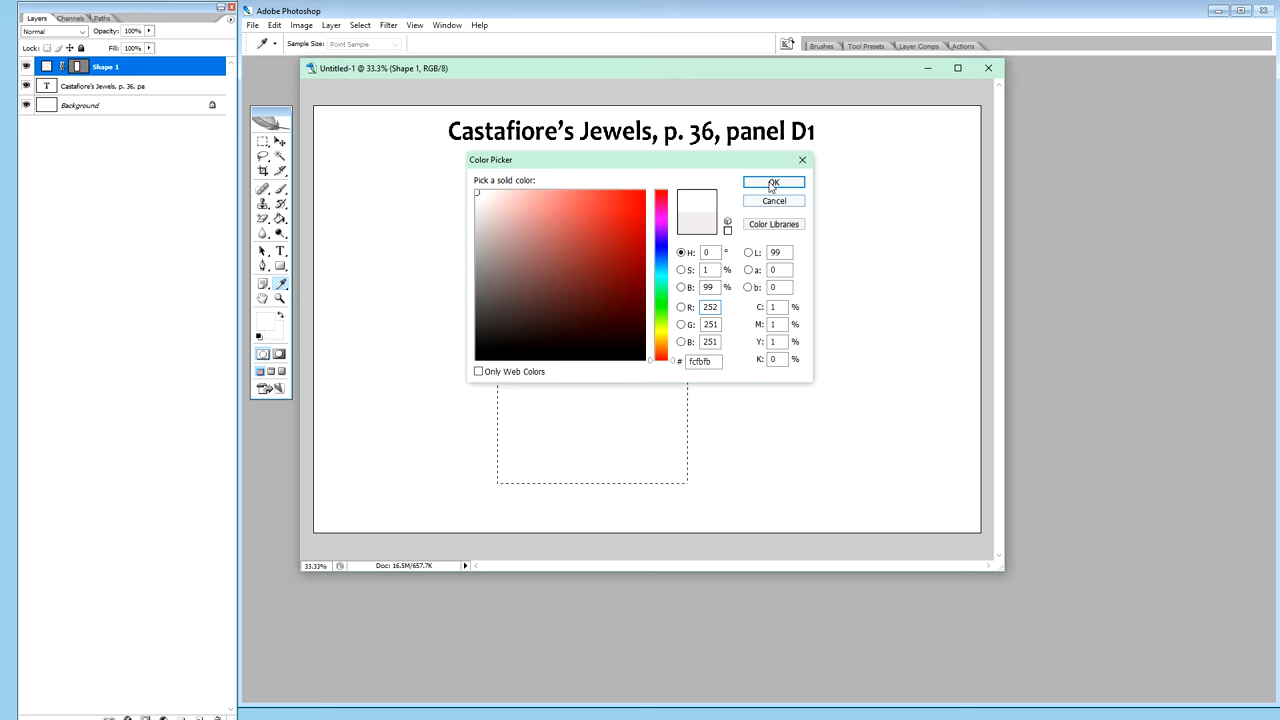 Layers Channels Paths
Normal Opacity: 100%
Lock: Fill: 100%
Shape 1
T Castafiore's Jewels, p. 36, pa
Background
Adobe Photoshop
File Edit Image Layer Select Filter View Window Help
Sample Size: Point Sample
Brushes Tool Presets Layer Comps Actions
Untitled-1 @ 33.3% (Shape 1, RGB/8)
Castafiore's Jewels, p. 36, panel D1
Color Picker
Pick a solid color:
OK
Cancel
Color Libraries
H: 0 ° L: 99
S: 1 % a: 0
B: 99 % b: 0
R: 252 C: 1 %
G: 251 M: 1 %
B: 251 Y: 1 %
# fcfbfb K: 0 %
Only Web Colors
T
33.33% Doc: 16.5M/657.7K